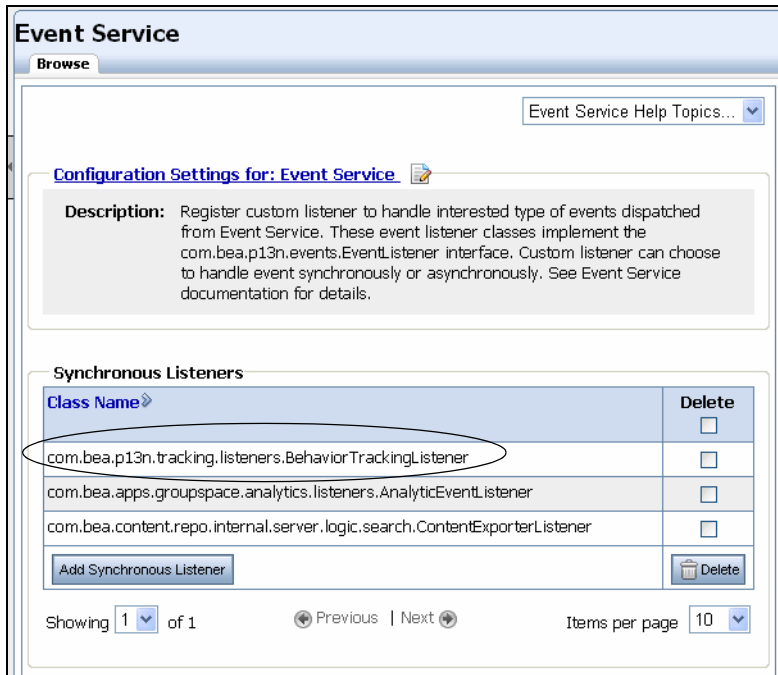 Event Service
Browse
Event Service Help Topics...
Configuration Settings for: Event Service
Description: Register custom listener to handle interested type of events dispatched
from Event Service. These event listener classes implement the
com.bea.p13n.events.EventListener interface. Custom listener can choose
to handle event synchronously or asynchronously. See Event Service
documentation for details.
Synchronous Listeners
Class Name Delete
com.bea.p13n.tracking.listeners.BehaviorTrackingListener
com.bea.apps.groupspace.analytics.listeners.AnalyticEventListener
com.bea.content.repo.internal.server.logic.search.ContentExporterListener
Add Synchronous Listener Delete
Showing 1 of 1 Previous | Next Items per page 10